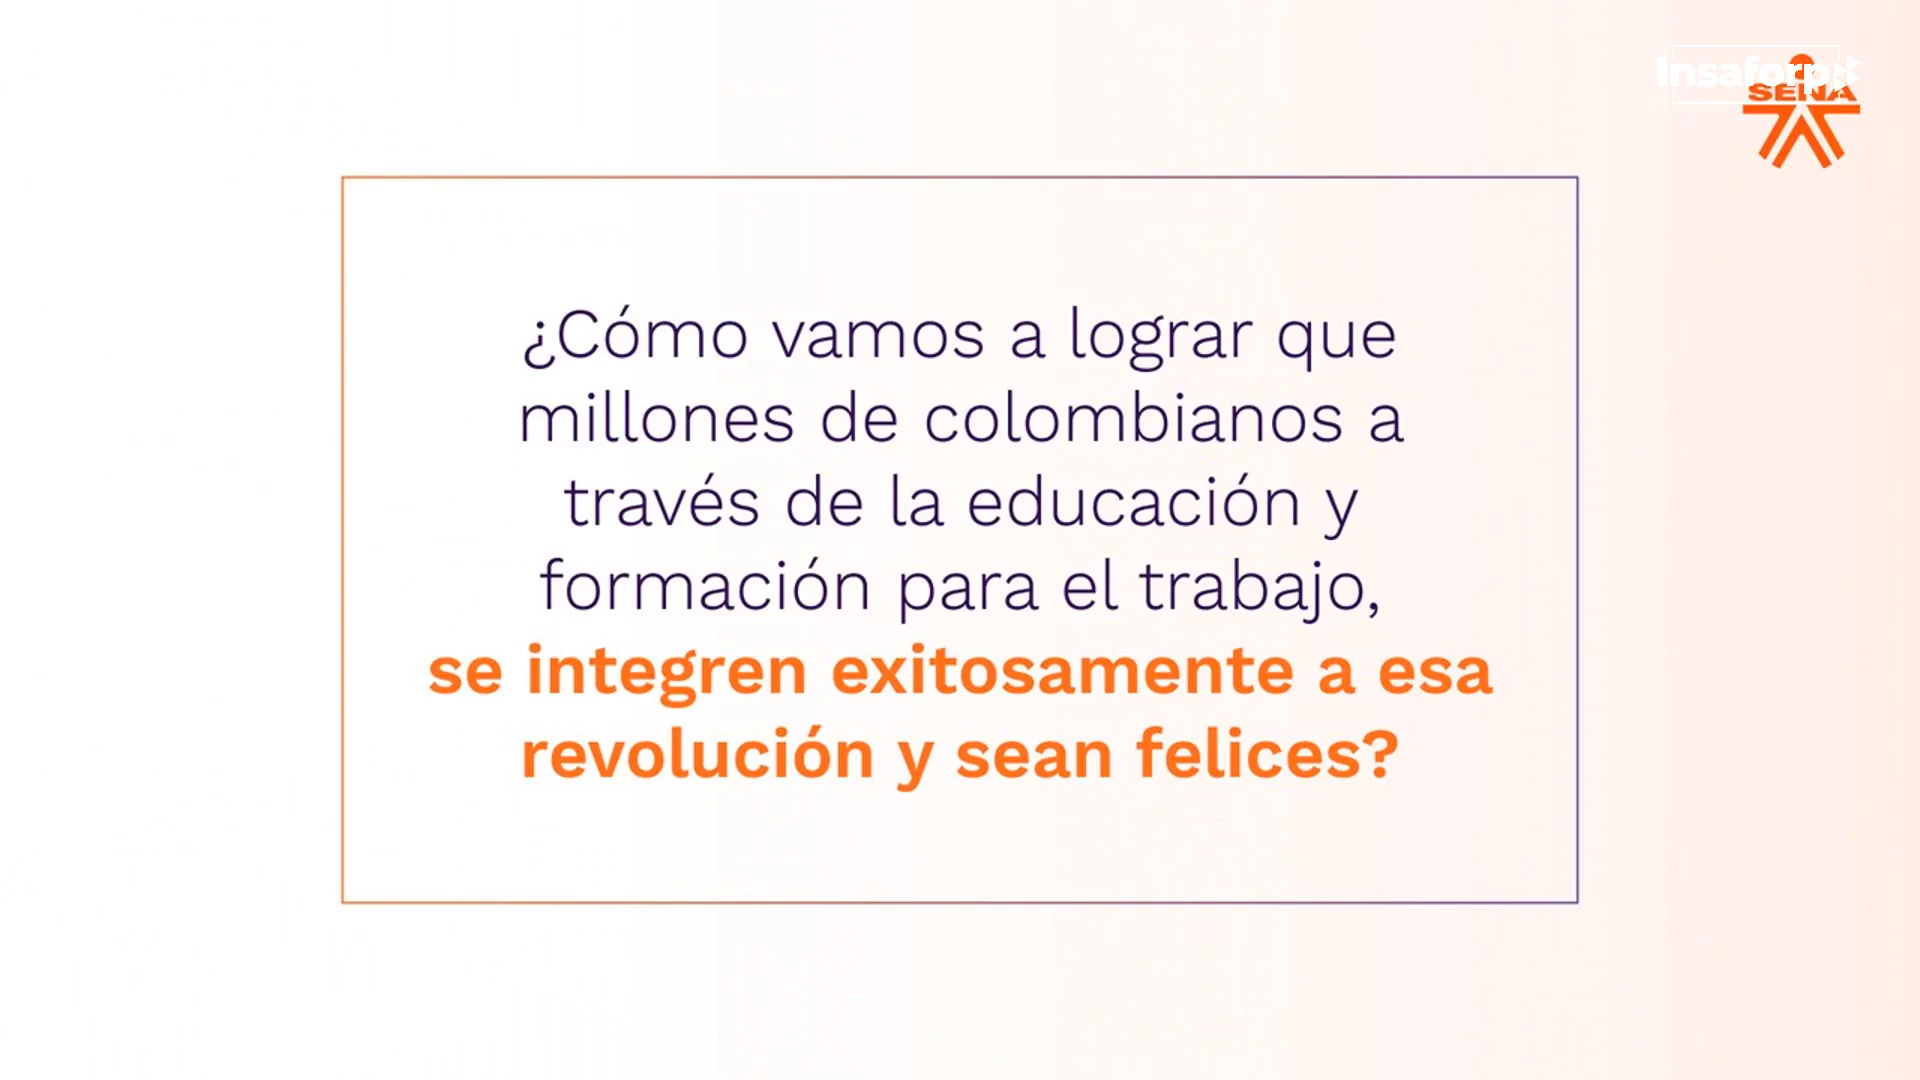 Insaforp
SENA
¿Cómo vamos a lograr que
millones de colombianos a
través de la educación y
formación para el trabajo,
se integren exitosamente a esa
revolución y sean felices?